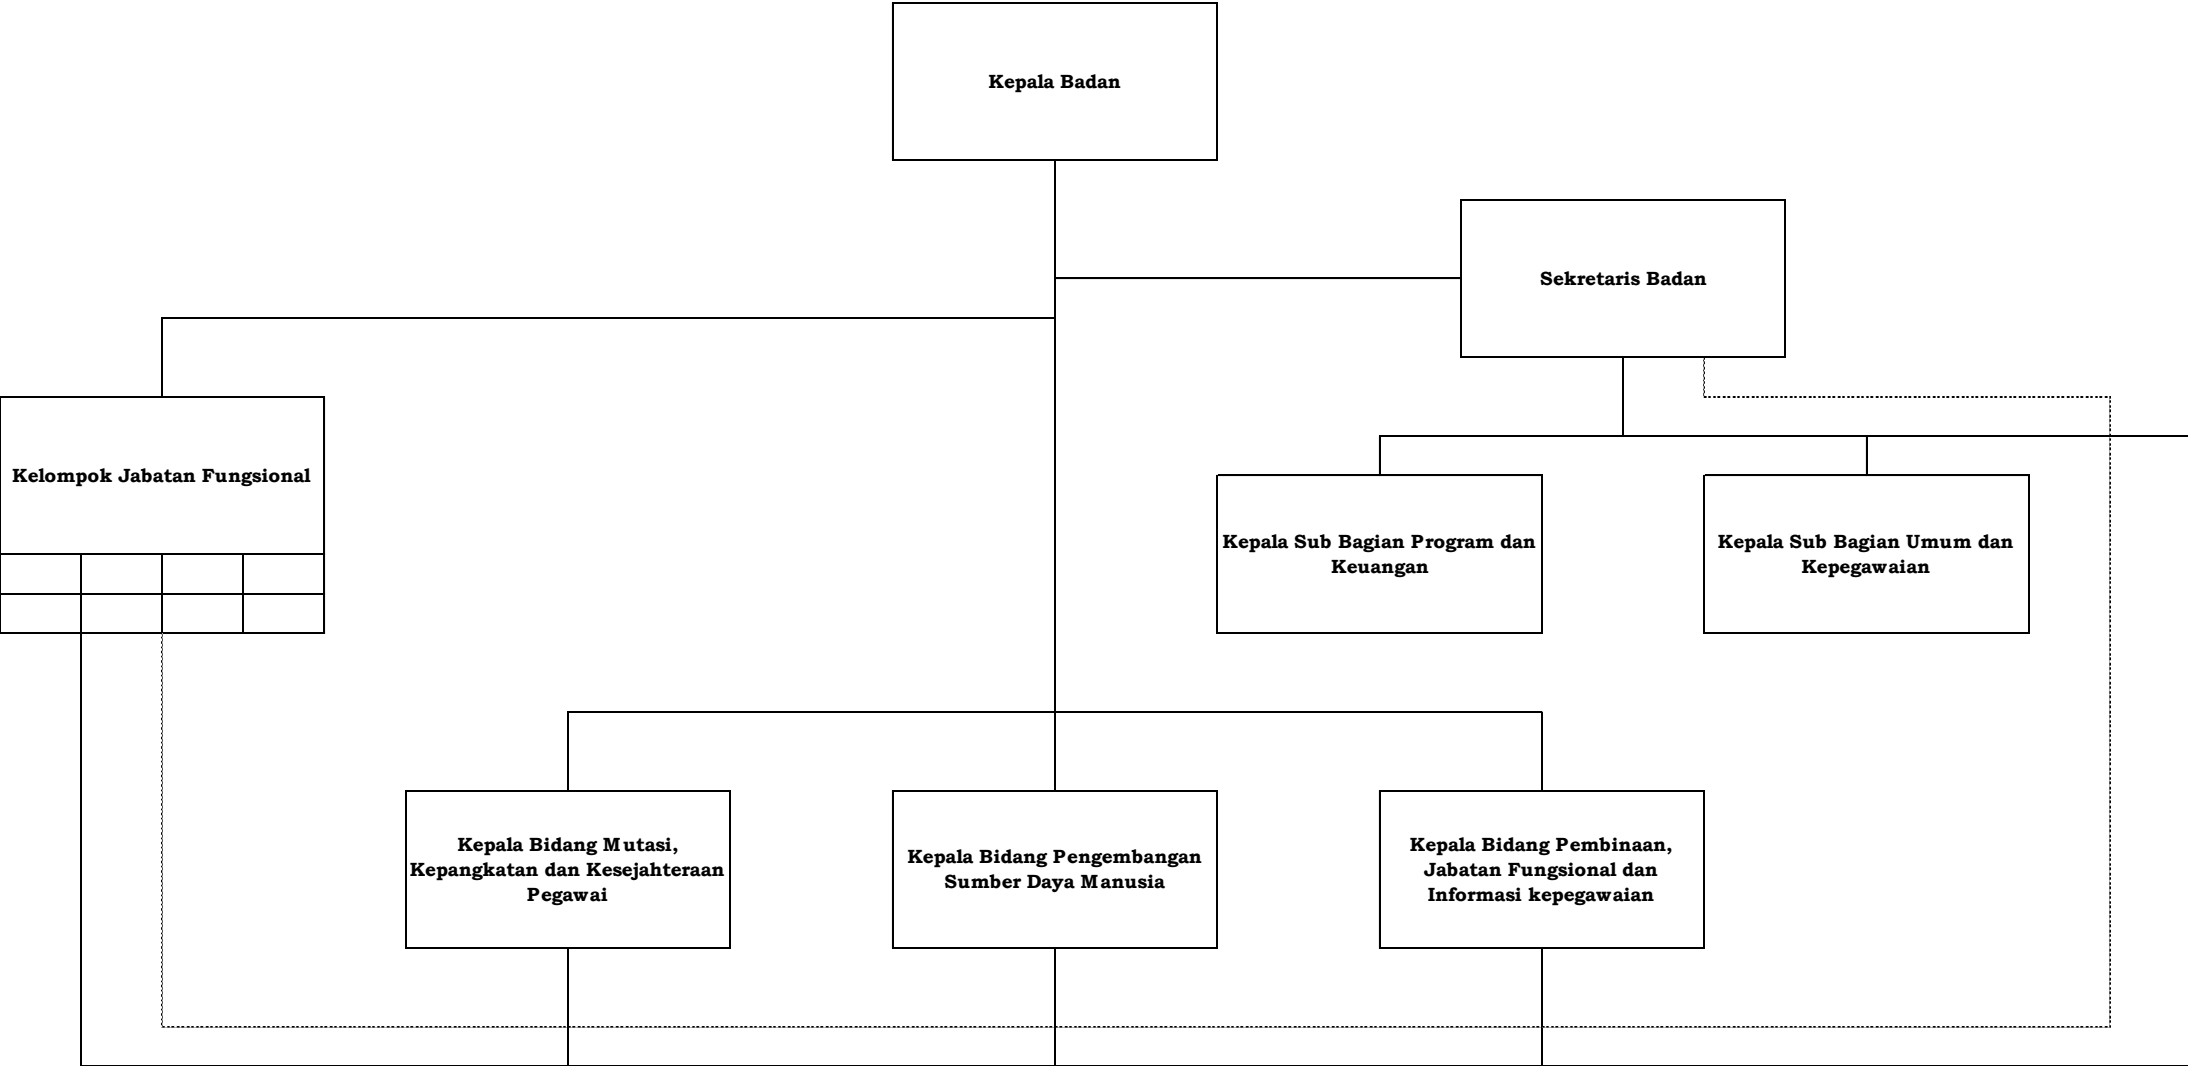 Kepala Badan
Sekretaris Badan
Kelompok Jabatan Fungsional
Kepala Sub Bagian Program dan
Keuangan
Kepala Sub Bagian Umum dan
Kepegawaian
Kepala Bidang Mutasi,
Kepangkatan dan Kesejahteraan
Pegawai
Kepala Bidang Pengembangan
Sumber Daya Manusia
Kepala Bidang Pembinaan,
Jabatan Fungsional dan
Informasi kepegawaian